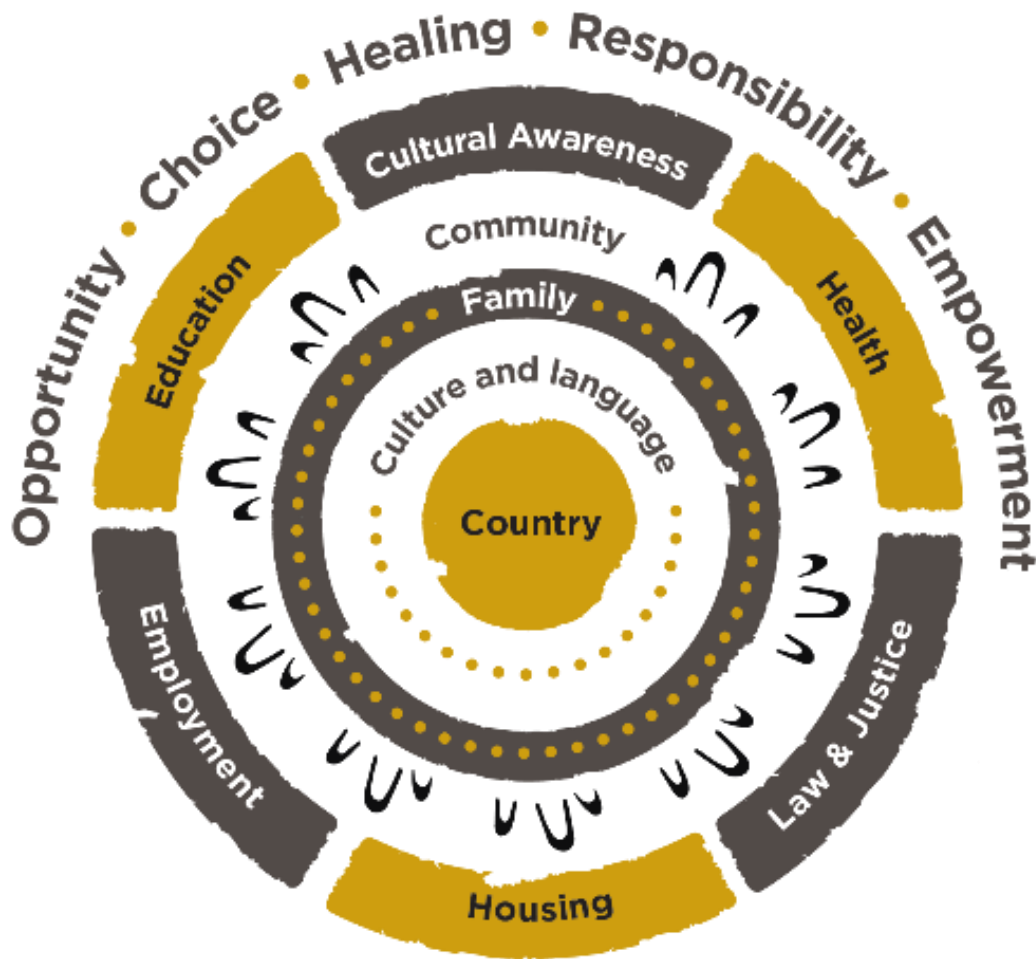 Opportunity • Choice • Healing • Responsibility • Empowerment
Cultural Awareness
Education
Health
Community
Family
Culture and language
Country
Employment
Law & Justice
Housing